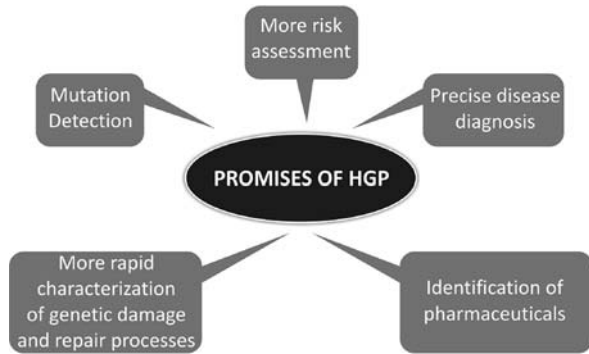 More risk
assessment
Mutation
Detection
Precise disease
diagnosis
PROMISES OF HGP
More rapid
characterization
of genetic damage
and repair processes
Identification of
pharmaceuticals